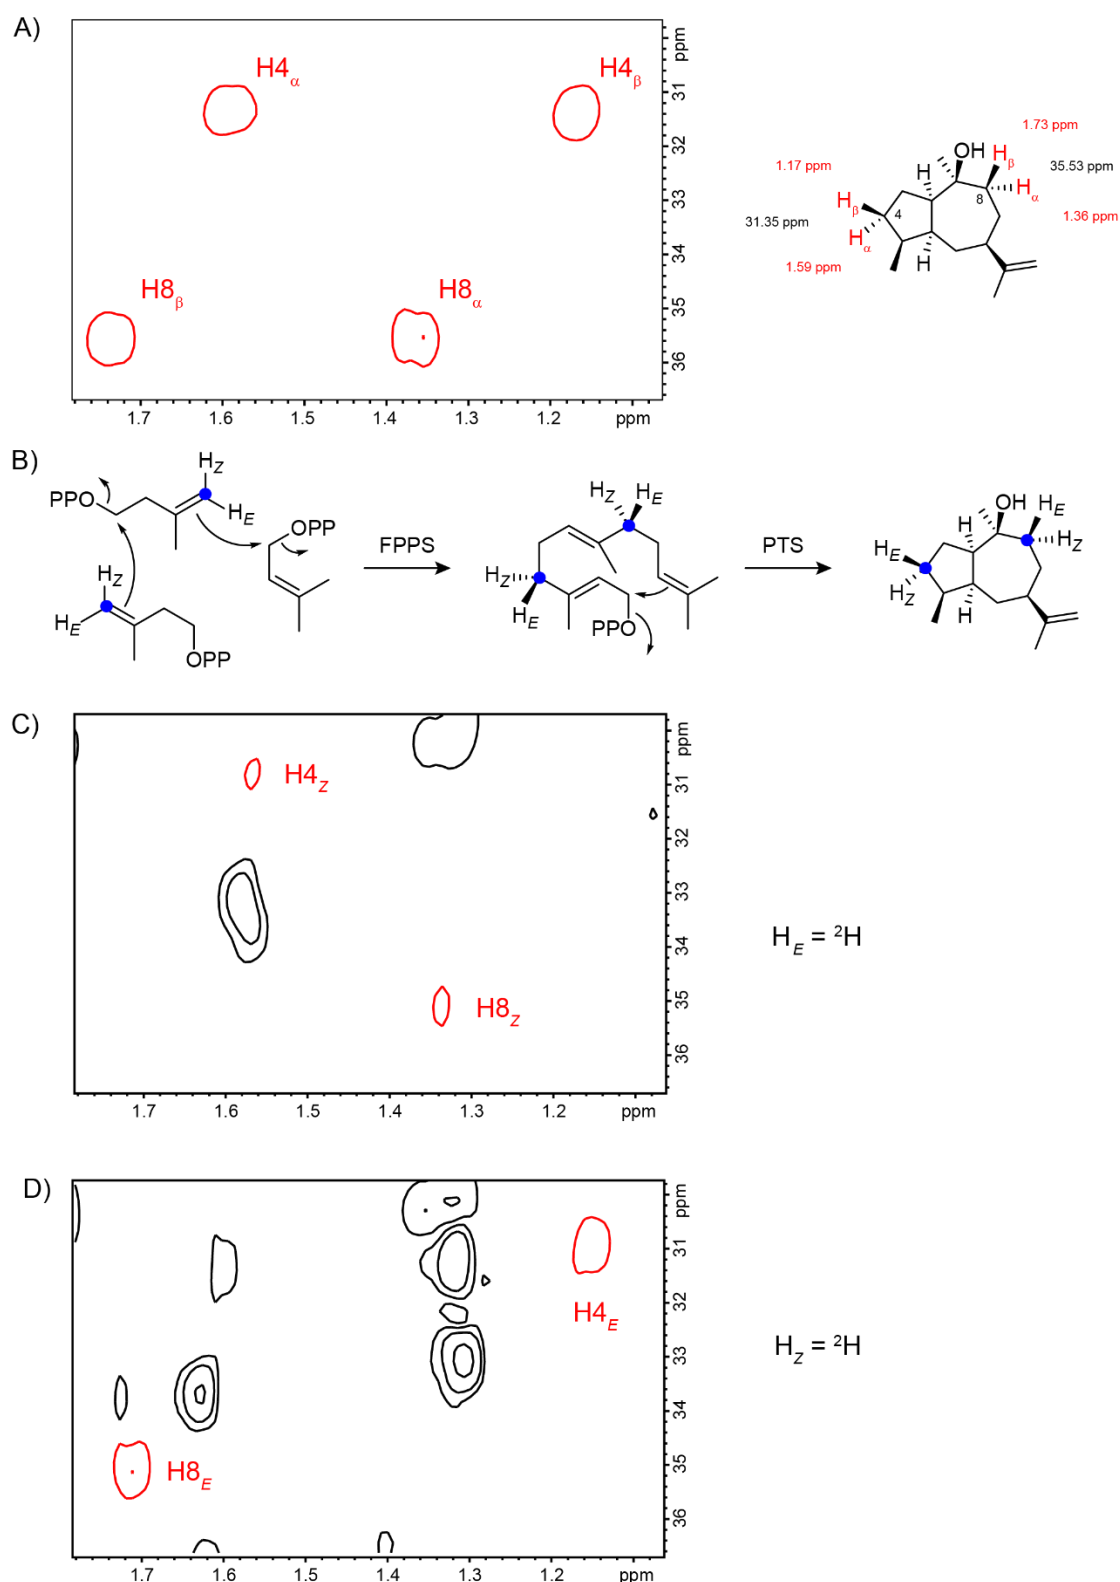 A)
H4α
H4β
H8β
H8α
ppm
31
32
33
34
35
36
1.7 1.6 1.5 1.4 1.3 1.2 ppm
1.73 ppm
OH
1.17 ppm
H
Hβ
35.53 ppm
8
Hα
Hβ
4
31.35 ppm
1.36 ppm
Hα
H
1.59 ppm
B)
HZ
PPO
HE
OPP
HZ
HE
OPP
FPPS
HZ
HE
HZ
HE
PPO
PTS
OH
HE
H
HZ
HE
HZ
H
C)
H4Z
H8Z
ppm
31
32
33
34
35
36
1.7 1.6 1.5 1.4 1.3 1.2 ppm
HE = ²H
D)
H4E
H8E
ppm
31
32
33
34
35
36
1.7 1.6 1.5 1.4 1.3 1.2 ppm
HZ = ²H